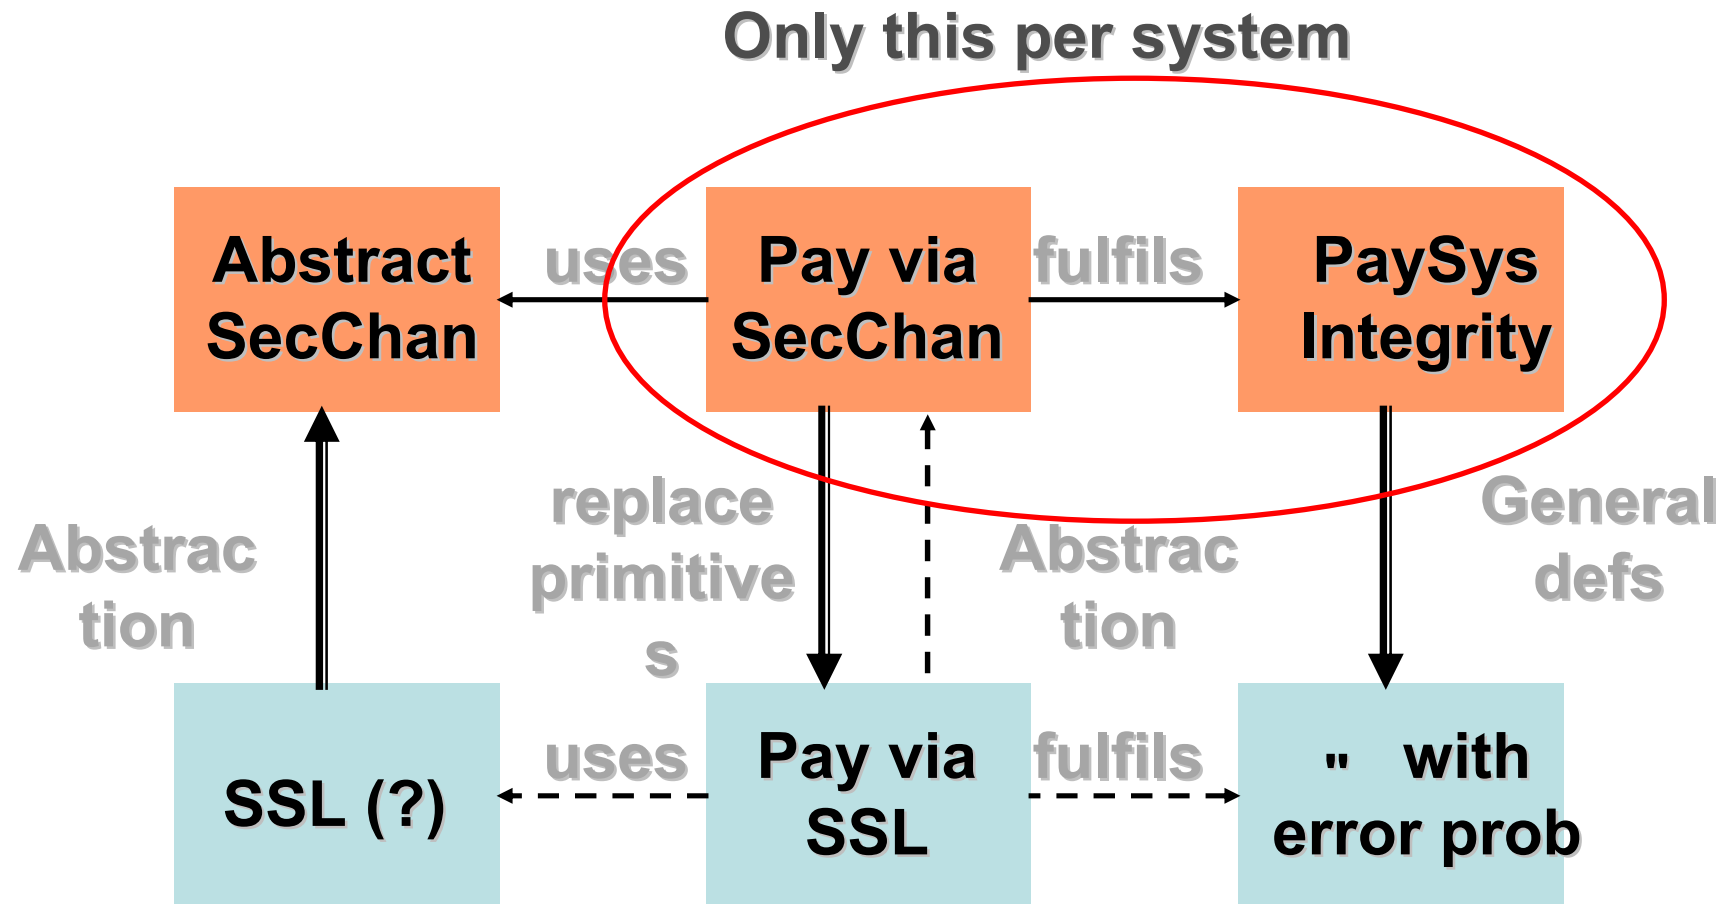 Only this per system
Abstract
SecChan
uses
Pay via
SecChan
fulfils
PaySys
Integrity
Abstrac
tion
replace
primitive
s
Abstrac
tion
General
defs
SSL (?)
uses
Pay via
SSL
fulfils
" with
error prob